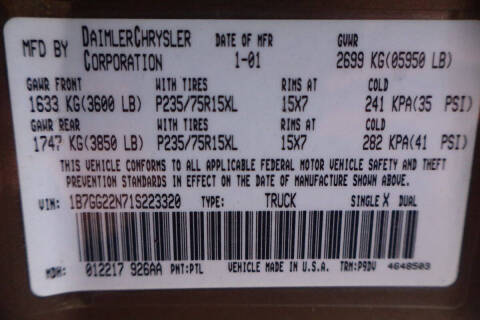 MFD BY DAIMLERCHRYSLER CORPORATION DATE OF MFR 1-01 GVWR 2699 KG(05950 LB)
GAWR FRONT WITH TIRES RIMS AT COLD
1633 KG(3600 LB) P235/75R15XL 15X7 241 KPA(35 PSI)
GAWR REAR WITH TIRES RIMS AT COLD
1747 KG(3850 LB) P235/75R15XL 15X7 282 KPA(41 PSI)
THIS VEHICLE CONFORMS TO ALL APPLICABLE FEDERAL MOTOR VEHICLE SAFETY AND THEFT
PREVENTION STANDARDS IN EFFECT ON THE DATE OF MANUFACTURE SHOWN ABOVE.
VIN: 1B7GG22N71S223320 TYPE: TRUCK SINGLE X DUAL
MDH: 012217 926AA PNT:PTL VEHICLE MADE IN U.S.A. TRM:P9DV 4648503